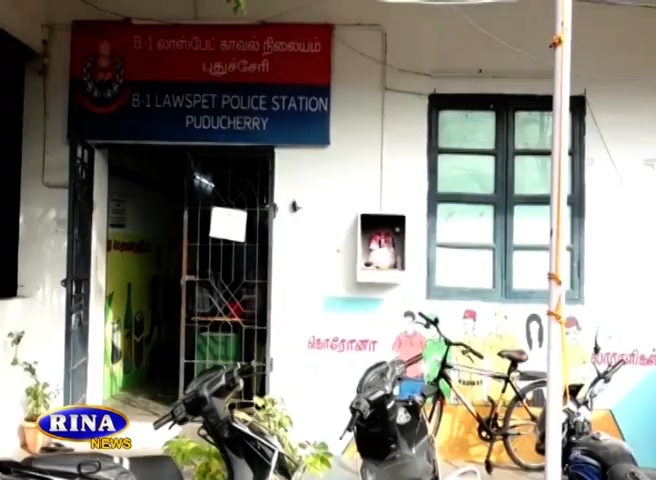 B-1 லாஸ்பேட் காவல் நிலையம்
புதுச்சேரி
B-1 LAWSPET POLICE STATION
PUDUCHERRY
கொரோனா
RINA
NEWS